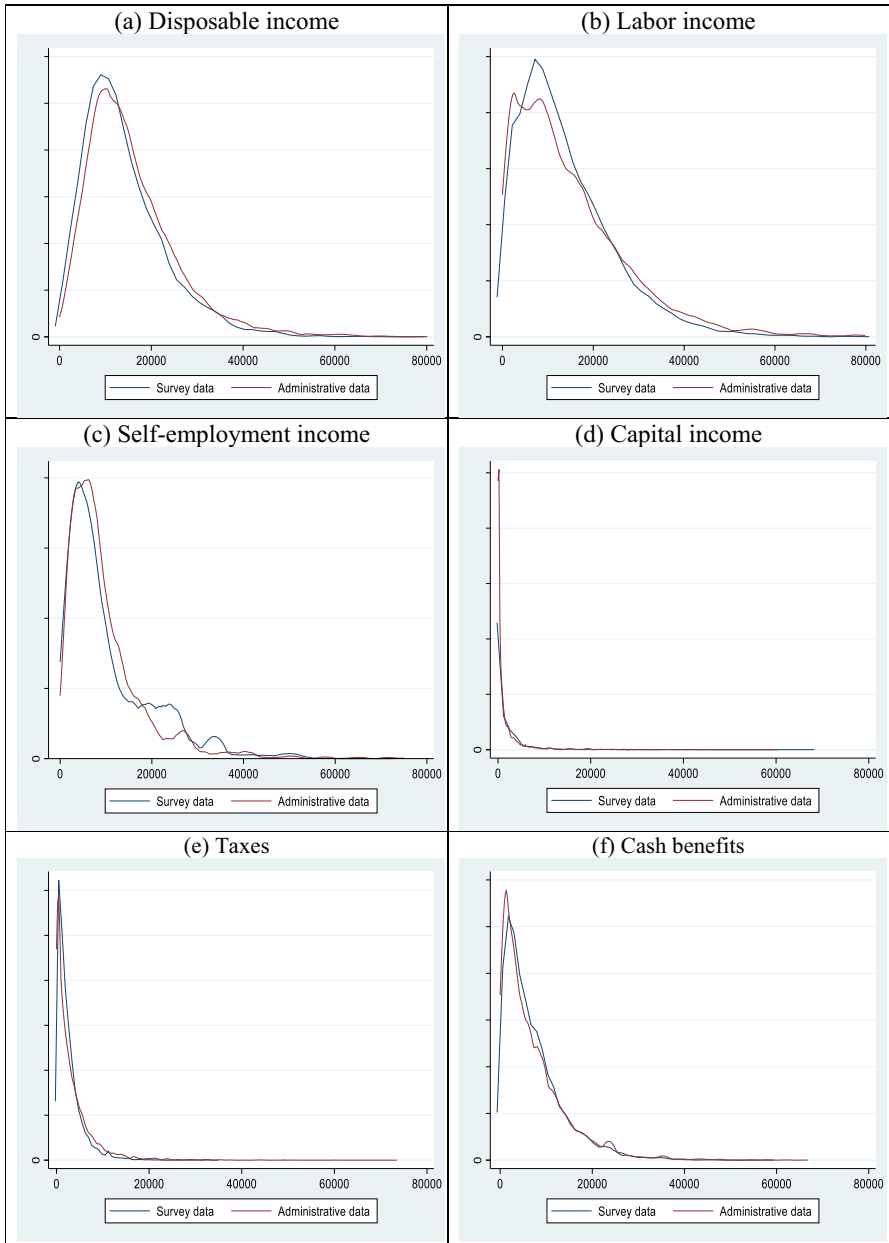 (a) Disposable income
(b) Labor income
0
0 20000 40000 60000 80000
Survey data Administrative data
0
0 20000 40000 60000 80000
Survey data Administrative data
(c) Self-employment income
(d) Capital income
0
0 20000 40000 60000 80000
Survey data Administrative data
0
0 20000 40000 60000 80000
Survey data Administrative data
(e) Taxes
(f) Cash benefits
0
0 20000 40000 60000 80000
Survey data Administrative data
0
0 20000 40000 60000 80000
Survey data Administrative data